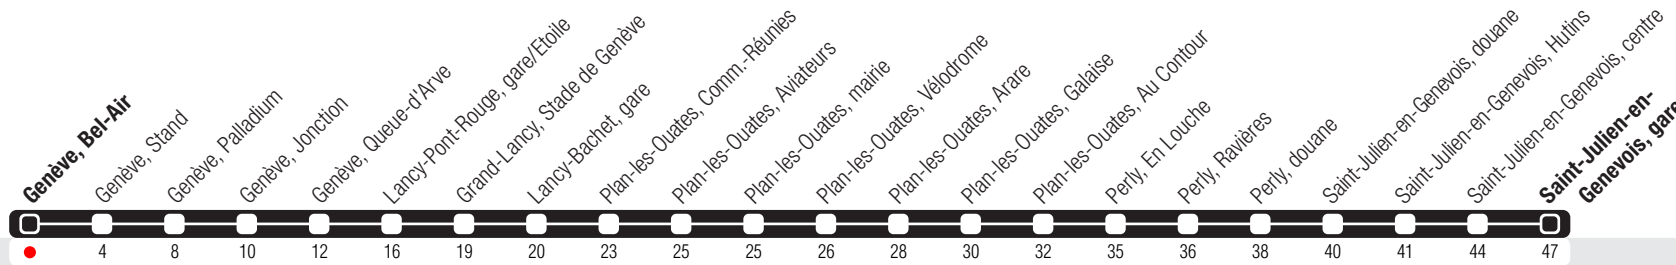 Genève, Bel-Air
Genève, Stand
Genève, Palladium
Genève, Jonction
Genève, Queue-d'Arve
Lancy-Pont-Rouge, gare/Etoile
Grand-Lancy, Stade de Genève
Lancy-Bachet, gare
Plan-les-Ouates, Comm.-Réunies
Plan-les-Ouates, Aviateurs
Plan-les-Ouates, mairie
Plan-les-Ouates, Vélodrome
Plan-les-Ouates, Arare
Plan-les-Ouates, Galaise
Plan-les-Ouates, Au Contour
Perly, En Louche
Perly, Ravières
Perly, douane
Saint-Julien-en-Genevois, douane
Saint-Julien-en-Genevois, Hutins
Saint-Julien-en-Genevois, centre
Saint-Julien-en-
Genevois, gare
4 8 10 12 16 19 20 23 25 25 26 28 30 32 35 36 38 40 41 44 47